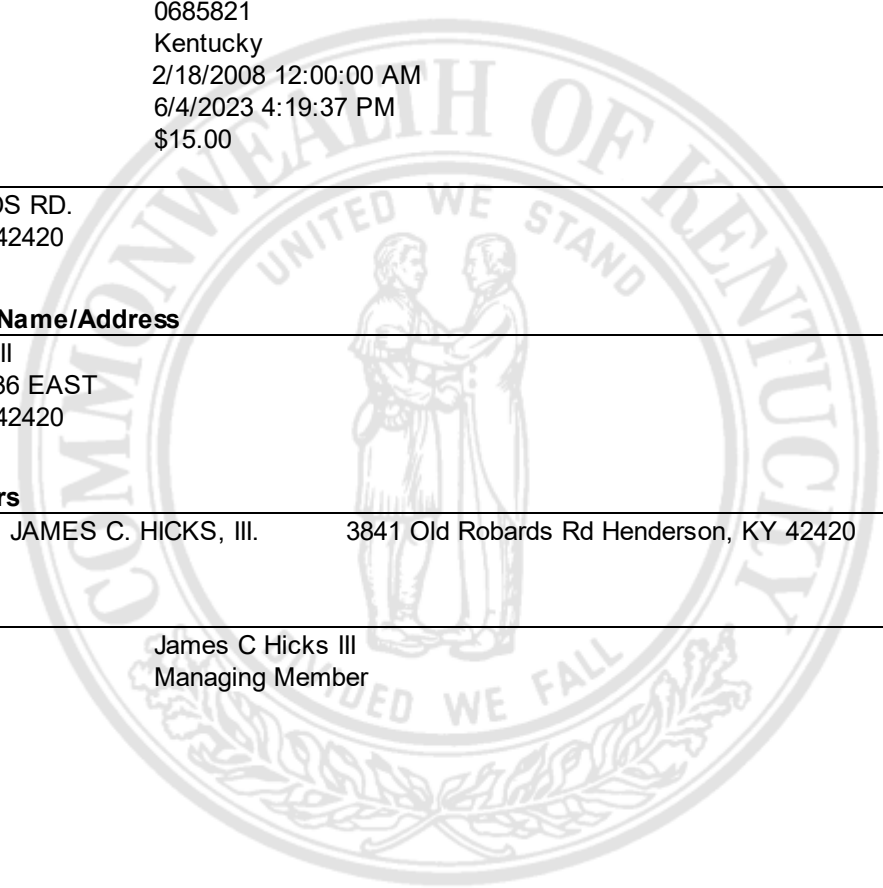 0685821
Kentucky
2/18/2008 12:00:00 AM
6/4/2023 4:19:37 PM
$15.00
DS RD.
42420
Name/Address
II
36 EAST
42420
rs
JAMES C. HICKS, III. 3841 Old Robards Rd Henderson, KY 42420
James C Hicks III
Managing Member
COMMONWEALTH OF KENTUCKY
UNITED WE STAND
DIVIDED WE FALL